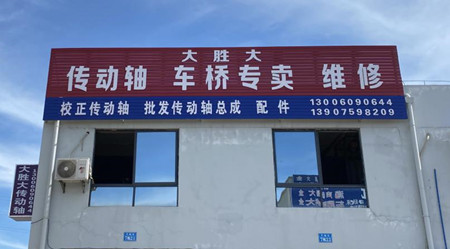 大胜大
传动轴 车桥专卖 维修
校正传动轴 批发传动轴总成 配件
13006090644
13907598209
大胜大传动轴
13006090644